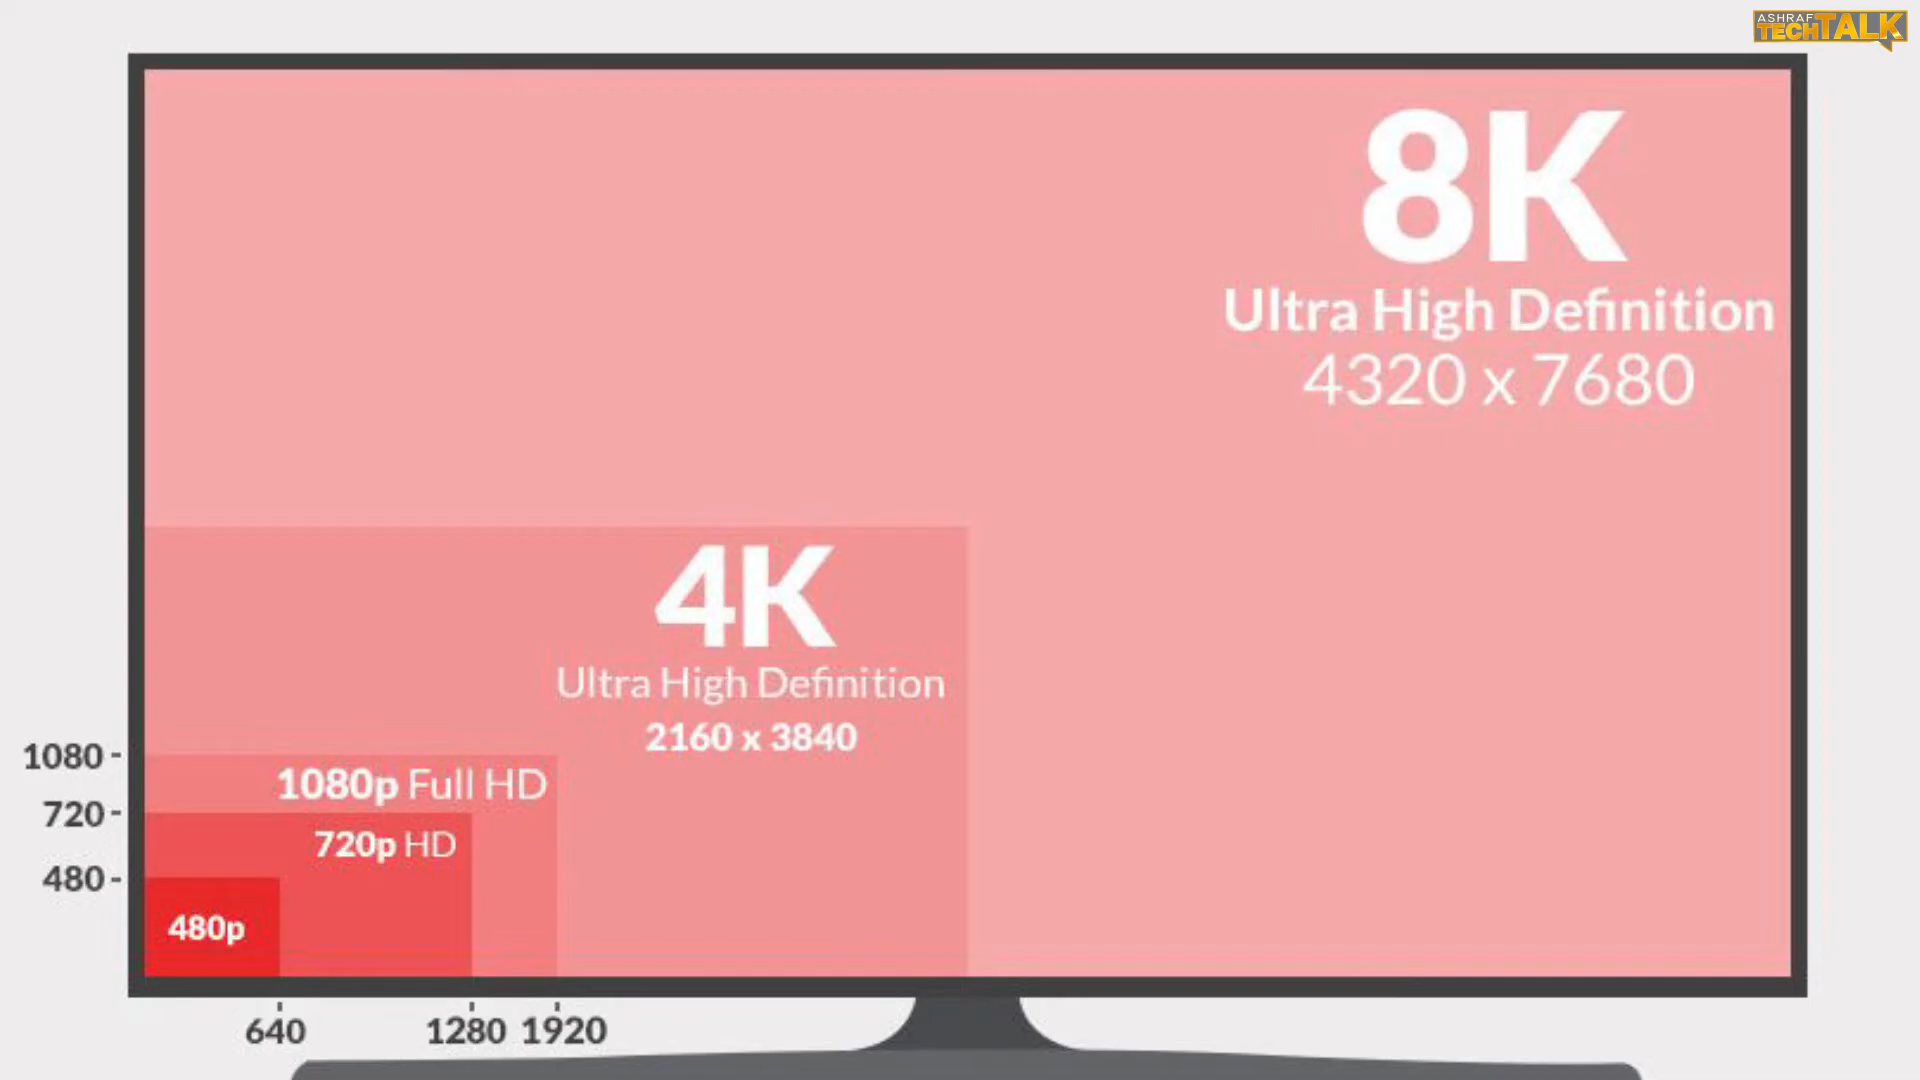 ASHRAF
TECHTALK
8K
Ultra High Definition
4320 x 7680
4K
Ultra High Definition
2160 x 3840
1080 -
1080p Full HD
720 -
720p HD
480 -
480p
640
1280
1920